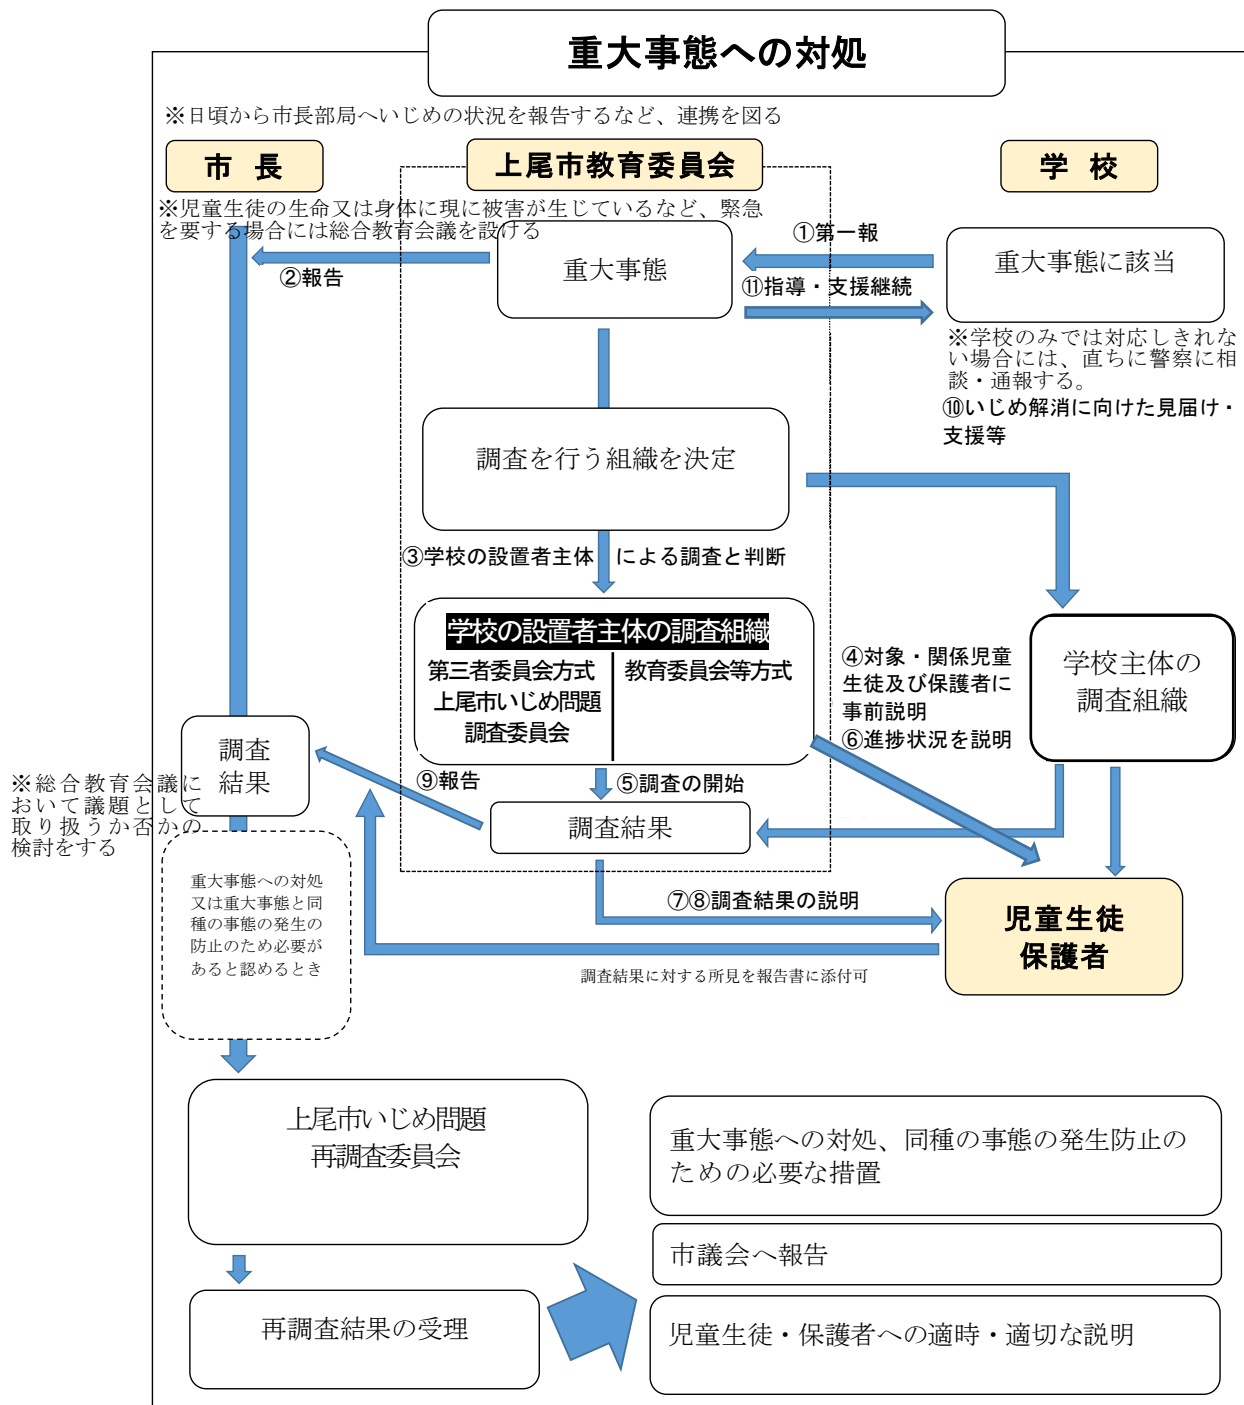 重大事態への対処
※日頃から市長部局へいじめの状況を報告するなど、連携を図る
市 長
上尾市教育委員会
学 校
※児童生徒の生命又は身体に現に被害が生じているなど、緊急
を要する場合には総合教育会議を設ける
①第一報
重大事態
重大事態に該当
②報告
⑪指導・支援継続
※学校のみでは対応しきれな
い場合には、直ちに警察に相
談・通報する。
⑩いじめ解消に向けた見届け・
支援等
調査を行う組織を決定
③学校の設置者主体 による調査と判断
学校の設置者主体の調査組織
第三者委員会方式
上尾市いじめ問題
調査委員会
教育委員会等方式
④対象・関係児童
生徒及び保護者に
事前説明
⑥進捗状況を説明
学校主体の
調査組織
調査
結果
⑨報告
⑤調査の開始
調査結果
※総合教育会議に
おいて議題として
取り扱うか否かの
検討をする
重大事態への対処
又は重大事態と同
種の事態の発生の
防止のため必要が
あると認めるとき
⑦⑧調査結果の説明
児童生徒
保護者
調査結果に対する所見を報告書に添付可
上尾市いじめ問題
再調査委員会
重大事態への対処、同種の事態の発生防止の
ための必要な措置
市議会へ報告
再調査結果の受理
児童生徒・保護者への適時・適切な説明